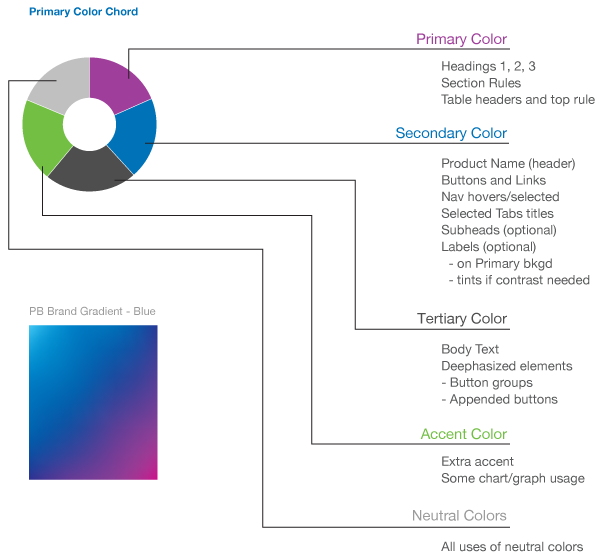 Primary Color Chord
Primary Color
Headings 1, 2, 3
Section Rules
Table headers and top rule
Secondary Color
Product Name (header)
Buttons and Links
Nav hovers/selected
Selected Tabs titles
Subheads (optional)
Labels (optional)
- on Primary bkgd
- tints if contrast needed
PB Brand Gradient - Blue
Tertiary Color
Body Text
Deephasized elements
- Button groups
- Appended buttons
Accent Color
Extra accent
Some chart/graph usage
Neutral Colors
All uses of neutral colors